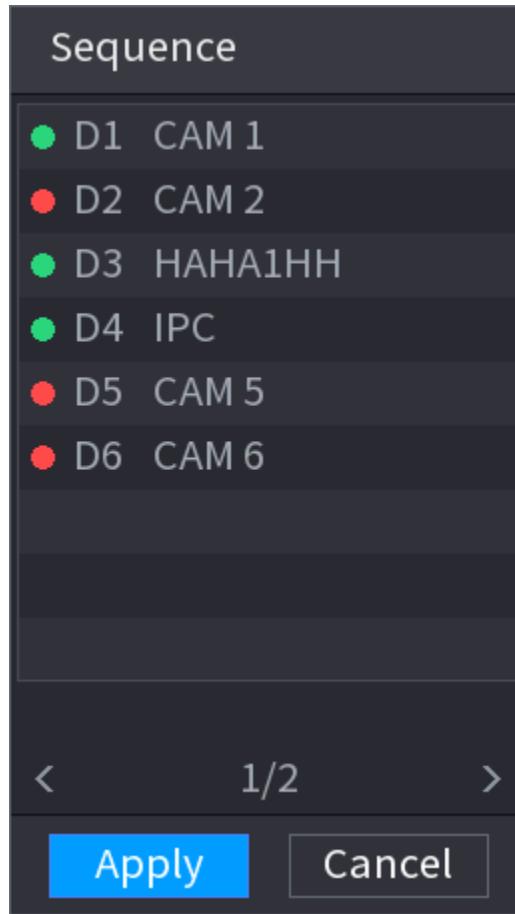 Sequence
D1 CAM 1
D2 CAM 2
D3 HAHA1HH
D4 IPC
D5 CAM 5
D6 CAM 6
< 1/2 >
Apply Cancel